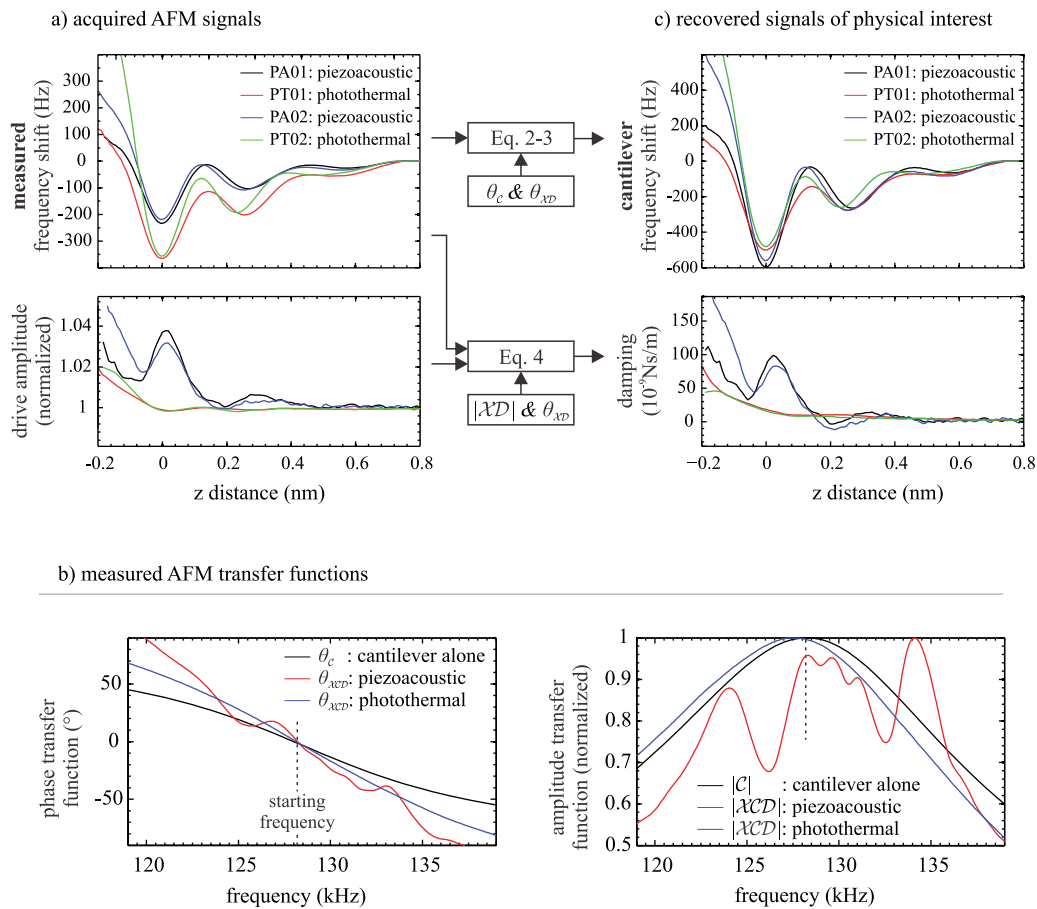 a) acquired AFM signals
c) recovered signals of physical interest
measured
frequency shift (Hz)
300
200
100
0
-100
-200
-300
PA01: piezoacoustic
PT01: photothermal
PA02: piezoacoustic
PT02: photothermal
Eq. 2-3
θ_C & θ_XD
cantilever
frequency shift (Hz)
400
200
0
-200
-400
-600
PA01: piezoacoustic
PT01: photothermal
PA02: piezoacoustic
PT02: photothermal
drive amplitude
(normalized)
1.04
1.02
1
-0.2 0 0.2 0.4 0.6 0.8
z distance (nm)
Eq. 4
|𝒳𝒟| & θ_𝒳𝒟
damping
(10⁻⁹Ns/m)
150
100
50
0
−0.2 0 0.2 0.4 0.6 0.8
z distance (nm)
b) measured AFM transfer functions
phase transfer
function (°)
50
0
-50
θ_C : cantilever alone
θ_𝒳C𝒟: piezoacoustic
θ_𝒳C𝒟: photothermal
starting
frequency
120 125 130 135
frequency (kHz)
amplitude transfer
function (normalized)
1
0.9
0.8
0.7
0.6
0.5
|C| : cantilever alone
|𝒳C𝒟|: piezoacoustic
|𝒳C𝒟|: photothermal
120 125 130 135
frequency (kHz)